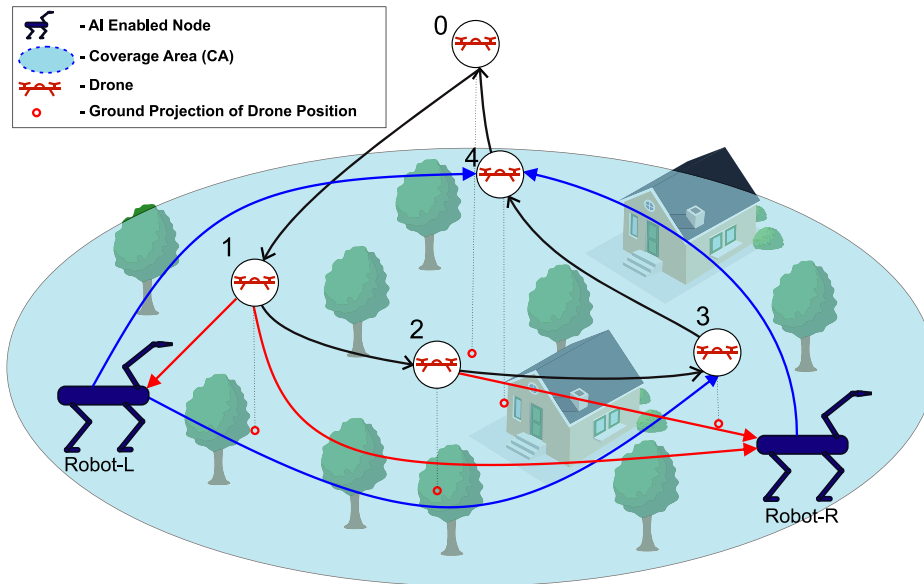 - AI Enabled Node
- Coverage Area (CA)
- Drone
- Ground Projection of Drone Position
0
4
1
2
3
Robot-L
Robot-R